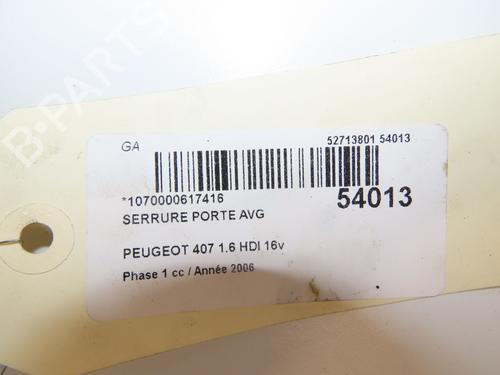 B-PARTS
GA
52713801 54013
*1070000617416
54013
SERRURE PORTE AVG
PEUGEOT 407 1.6 HDI 16v
Phase 1 cc / Année 2006